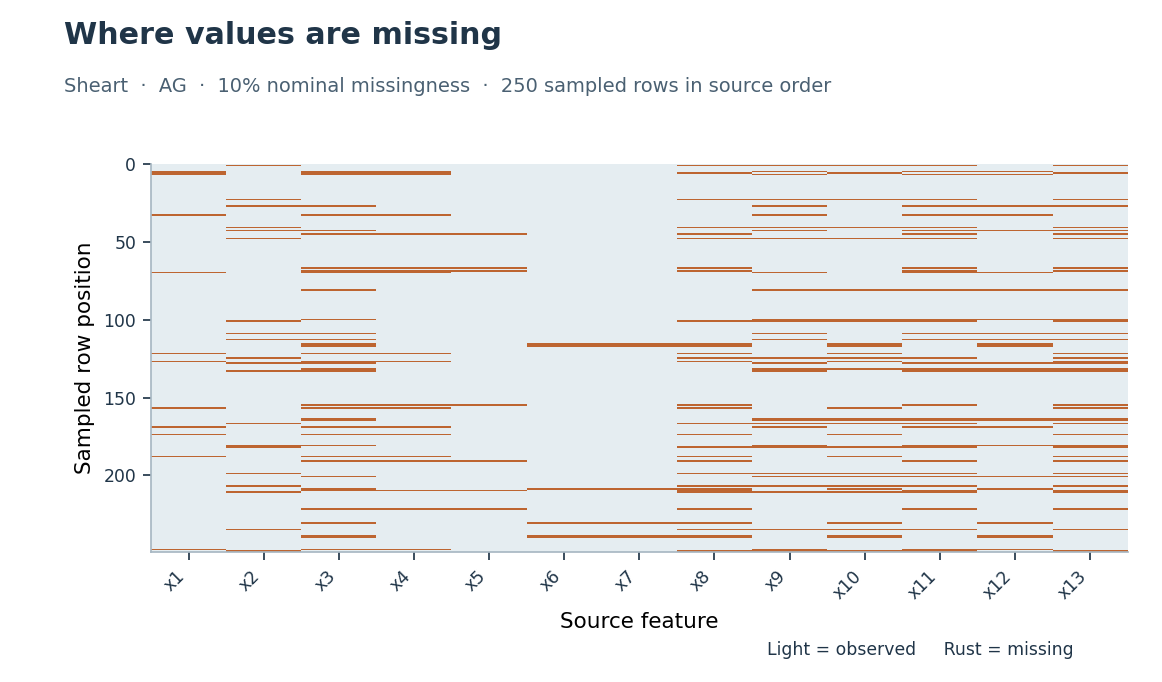 Where values are missing
Sheart · AG · 10% nominal missingness · 250 sampled rows in source order
0
50
100
150
200
Sampled row position
x1 x2 x3 x4 x5 x6 x7 x8 x9 x10 x11 x12 x13
Source feature
Light = observed Rust = missing